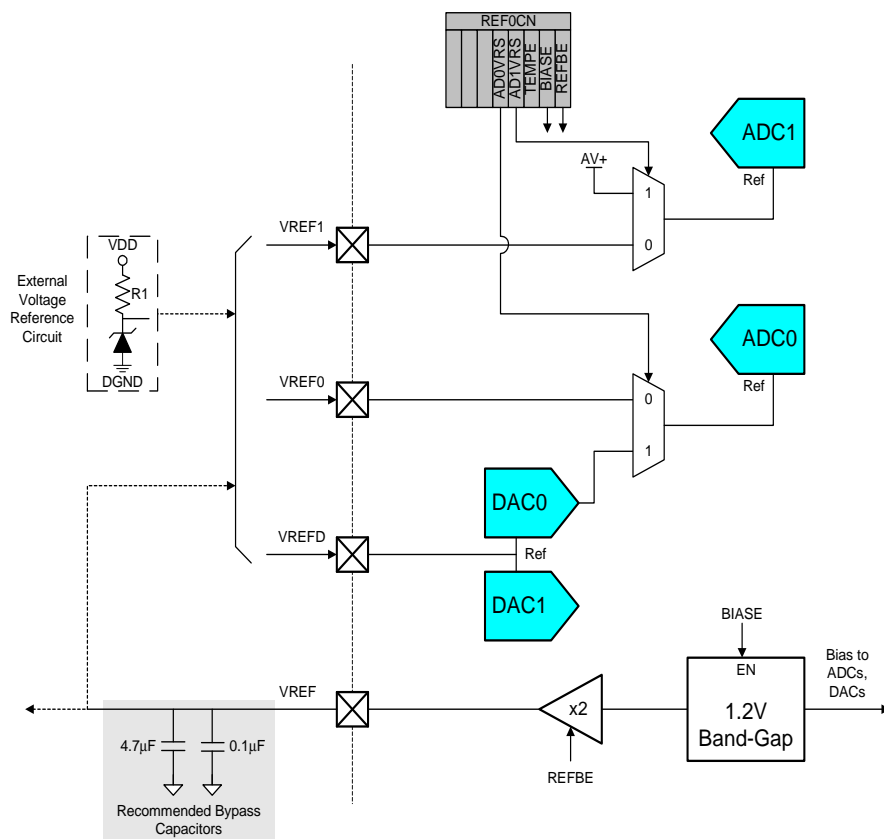 REF0CN
AD0VRS
AD1VRS
TEMPE
BIASE
REFBE
ADC1
Ref
AV+
1
0
VREF1
VDD
R1
DGND
External
Voltage
Reference
Circuit
ADC0
Ref
VREF0
0
1
DAC0
VREFD
Ref
DAC1
BIASE
EN
1.2V
Band-Gap
Bias to
ADCs,
DACs
VREF
x2
REFBE
4.7μF
0.1μF
Recommended Bypass
Capacitors